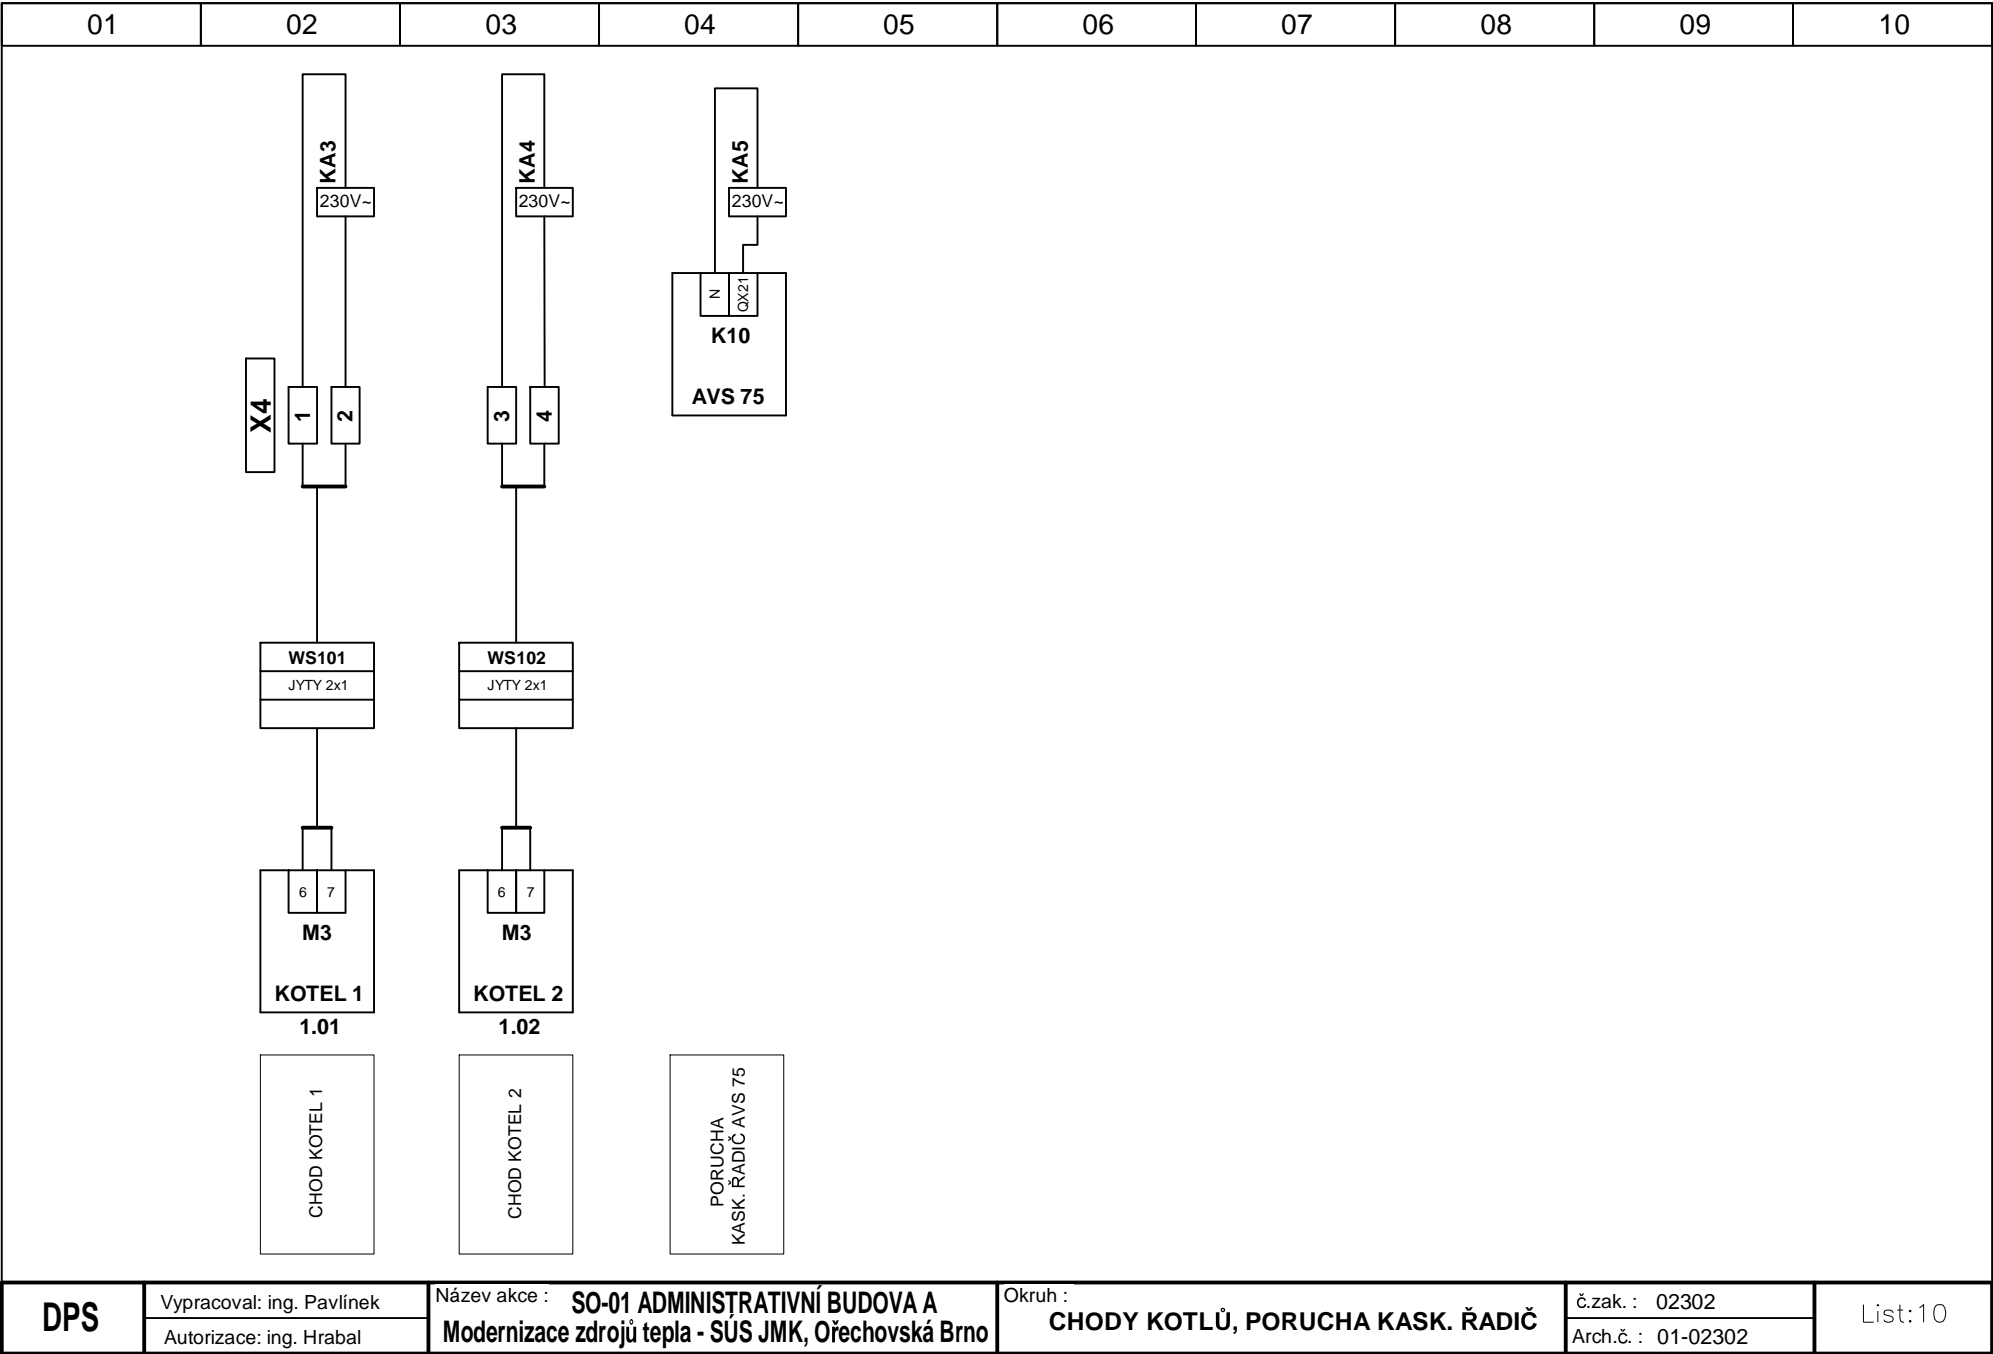 01 02 03 04 05 06 07 08 09 10
KA3 KA4 KA5
230V~ 230V~ 230V~
N QX21
K10
AVS 75
X4 1 2 3 4
WS101 WS102
JYTY 2x1 JYTY 2x1
6 7 6 7
M3 M3
KOTEL 1 KOTEL 2
1.01 1.02
CHOD KOTEL 1
CHOD KOTEL 2
PORUCHA
KASK. ŘADIČ AVS 75
DPS
Vypracoval: ing. Pavlínek
Autorizace: ing. Hrabal
Název akce : SO-01 ADMINISTRATIVNÍ BUDOVA A
Modernizace zdrojů tepla - SÚS JMK, Ořechovská Brno
Okruh :
CHODY KOTLŮ, PORUCHA KASK. ŘADIČ
č.zak. : 02302
Arch.č. : 01-02302
List:10